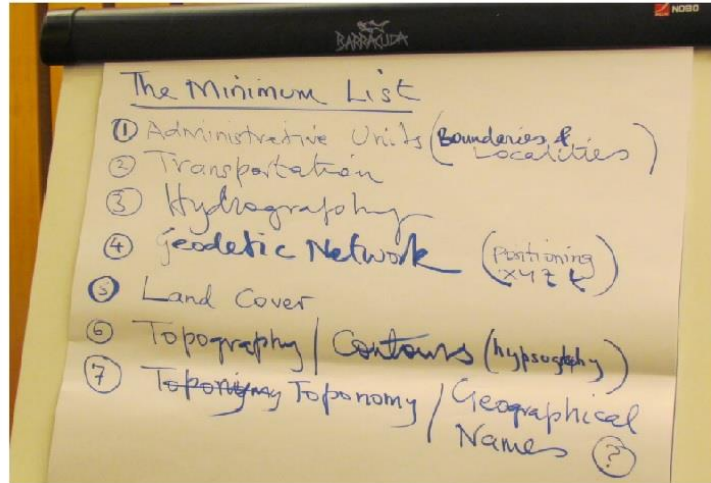 NOBO
BARRACUDA
The Minimum List
① Administrative Units (Boundaries & Localities)
② Transportation
③ Hydrography
④ Geodetic Network (Positioning XYZ t)
⑤ Land Cover
⑥ Topography / Contours (hypsography)
⑦ Toponymy Toponomy / Geographical
Names ?